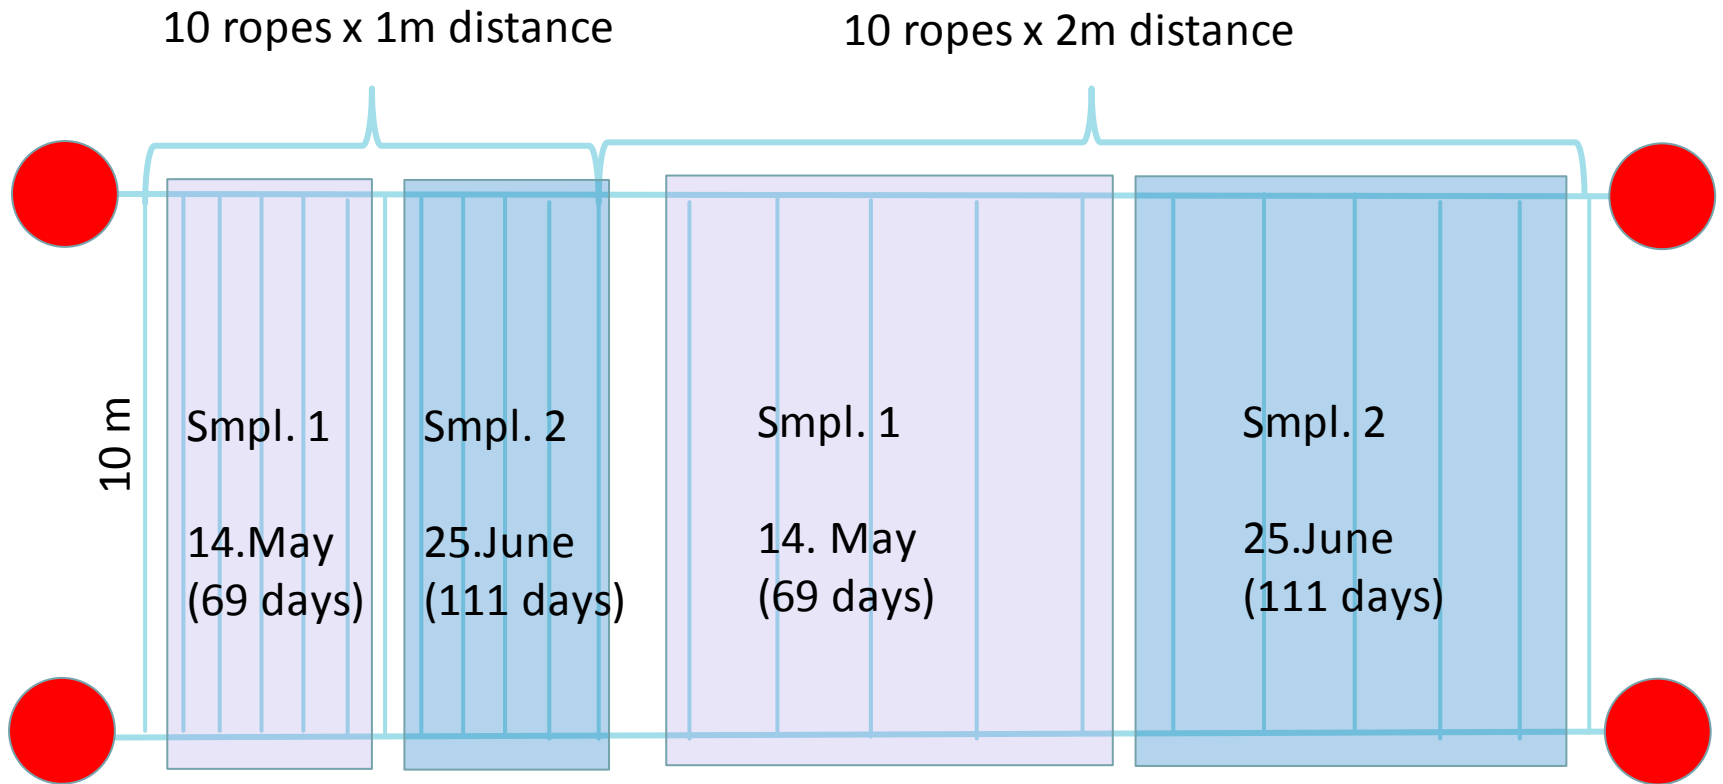 10 ropes x 1m distance
10 ropes x 2m distance
10 m
Smpl. 1
14.May
(69 days)
Smpl. 2
25.June
(111 days)
Smpl. 1
14. May
(69 days)
Smpl. 2
25.June
(111 days)